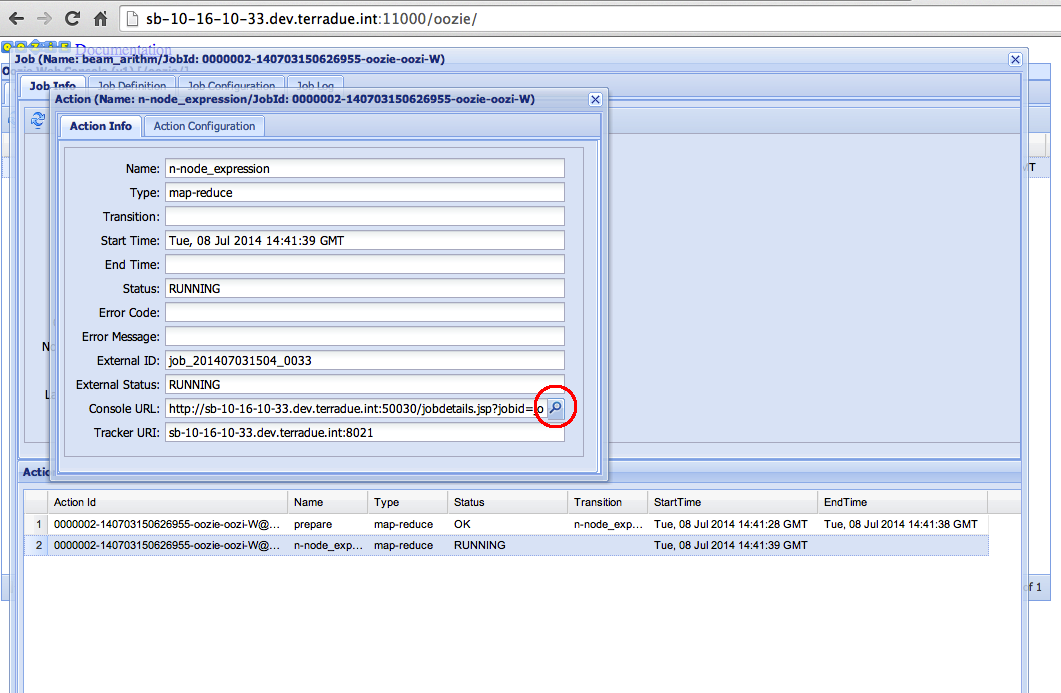 sb-10-16-10-33.dev.terradue.int:11000/oozie/
Documentation
Job (Name: beam_arithm/JobId: 0000002-140703150626955-oozie-oozi-W)
Job Info Job Definition Job Configuration Job Log
Action (Name: n-node_expression/JobId: 0000002-140703150626955-oozie-oozi-W)
Action Info Action Configuration
Name: n-node_expression
Type: map-reduce
Transition:
Start Time: Tue, 08 Jul 2014 14:41:39 GMT
End Time:
Status: RUNNING
Error Code:
Error Message:
External ID: job_201407031504_0033
External Status: RUNNING
Console URL: http://sb-10-16-10-33.dev.terradue.int:50030/jobdetails.jsp?jobid=jo
Tracker URI: sb-10-16-10-33.dev.terradue.int:8021
Action Id Name Type Status Transition StartTime EndTime
1 0000002-140703150626955-oozie-oozi-W@... prepare map-reduce OK n-node_exp... Tue, 08 Jul 2014 14:41:28 GMT Tue, 08 Jul 2014 14:41:38 GMT
2 0000002-140703150626955-oozie-oozi-W@... n-node_exp... map-reduce RUNNING Tue, 08 Jul 2014 14:41:39 GMT
of 1